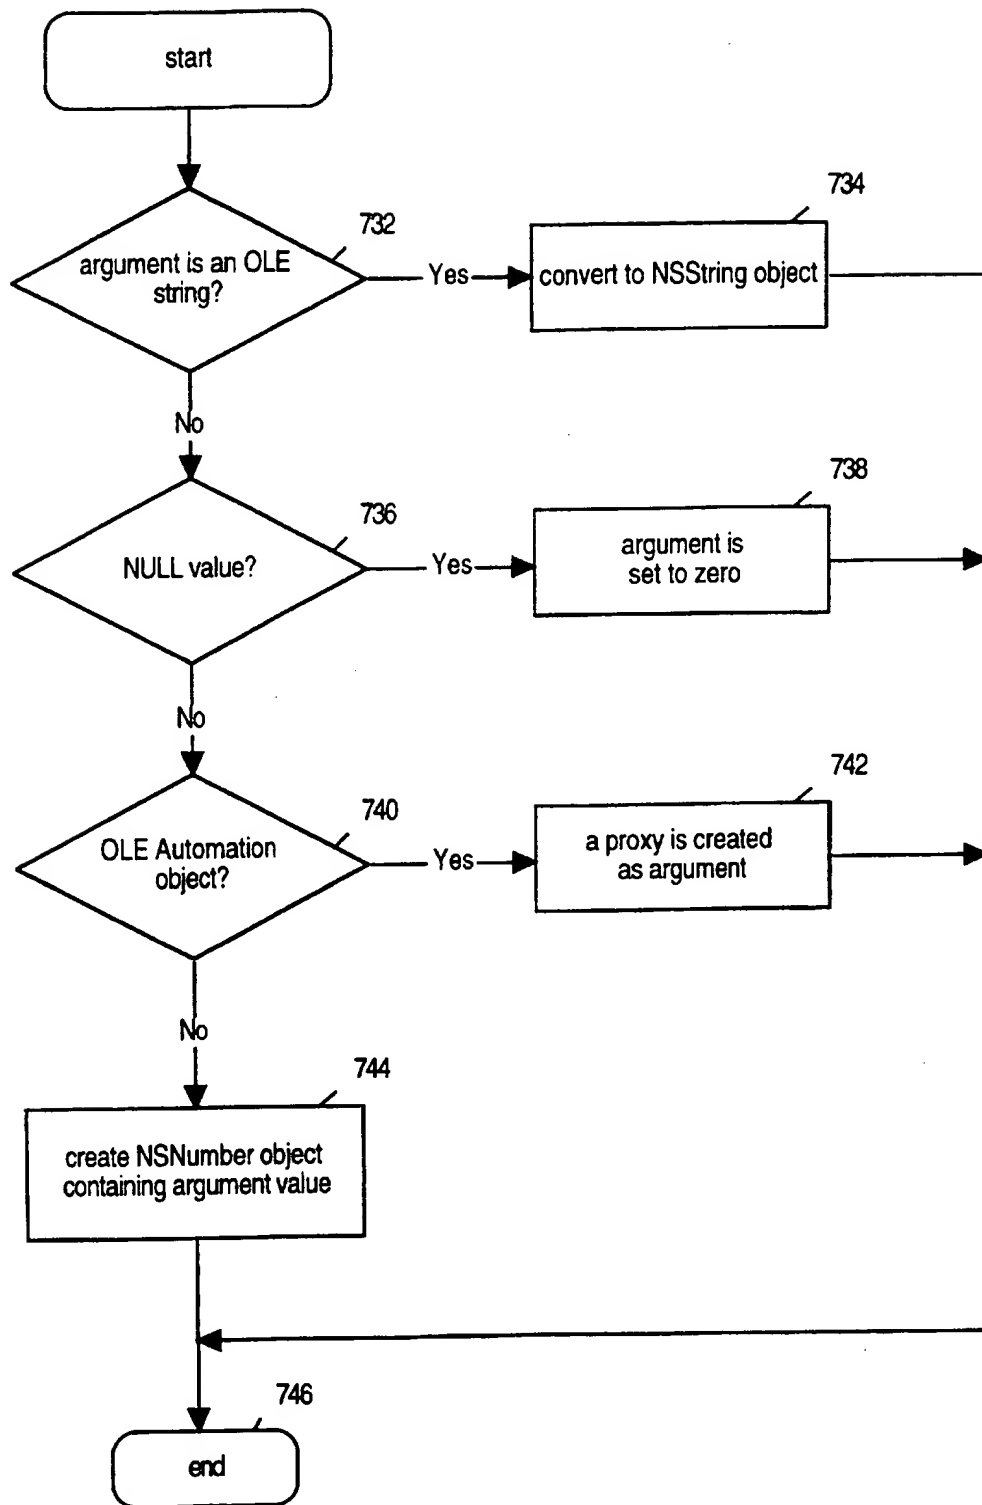 start
732
argument is an OLE
string?
Yes
734
convert to NSString object
No
736
NULL value?
Yes
738
argument is
set to zero
No
740
OLE Automation
object?
Yes
742
a proxy is created
as argument
No
744
create NSNumber object
containing argument value
746
end